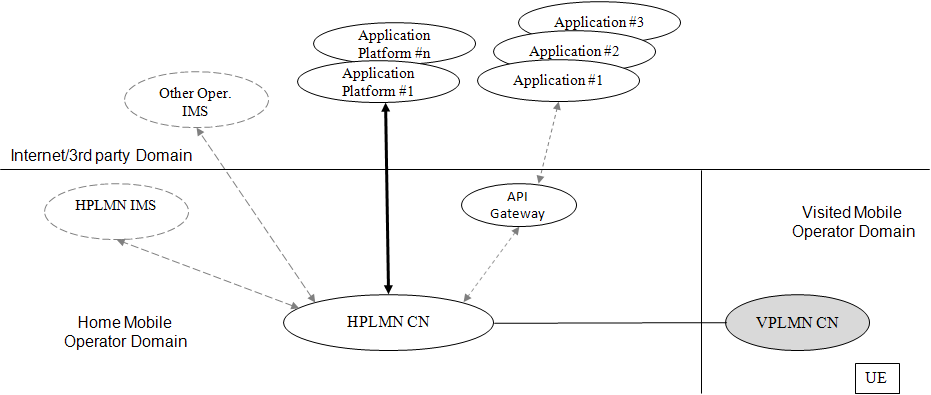 Application #3
Application
Platform #n
Application #2
Application
Platform #1
Application #1
Other Oper.
IMS
Internet/3rd party Domain
HPLMN IMS
API
Gateway
Visited Mobile
Operator Domain
Home Mobile
Operator Domain
HPLMN CN
VPLMN CN
UE